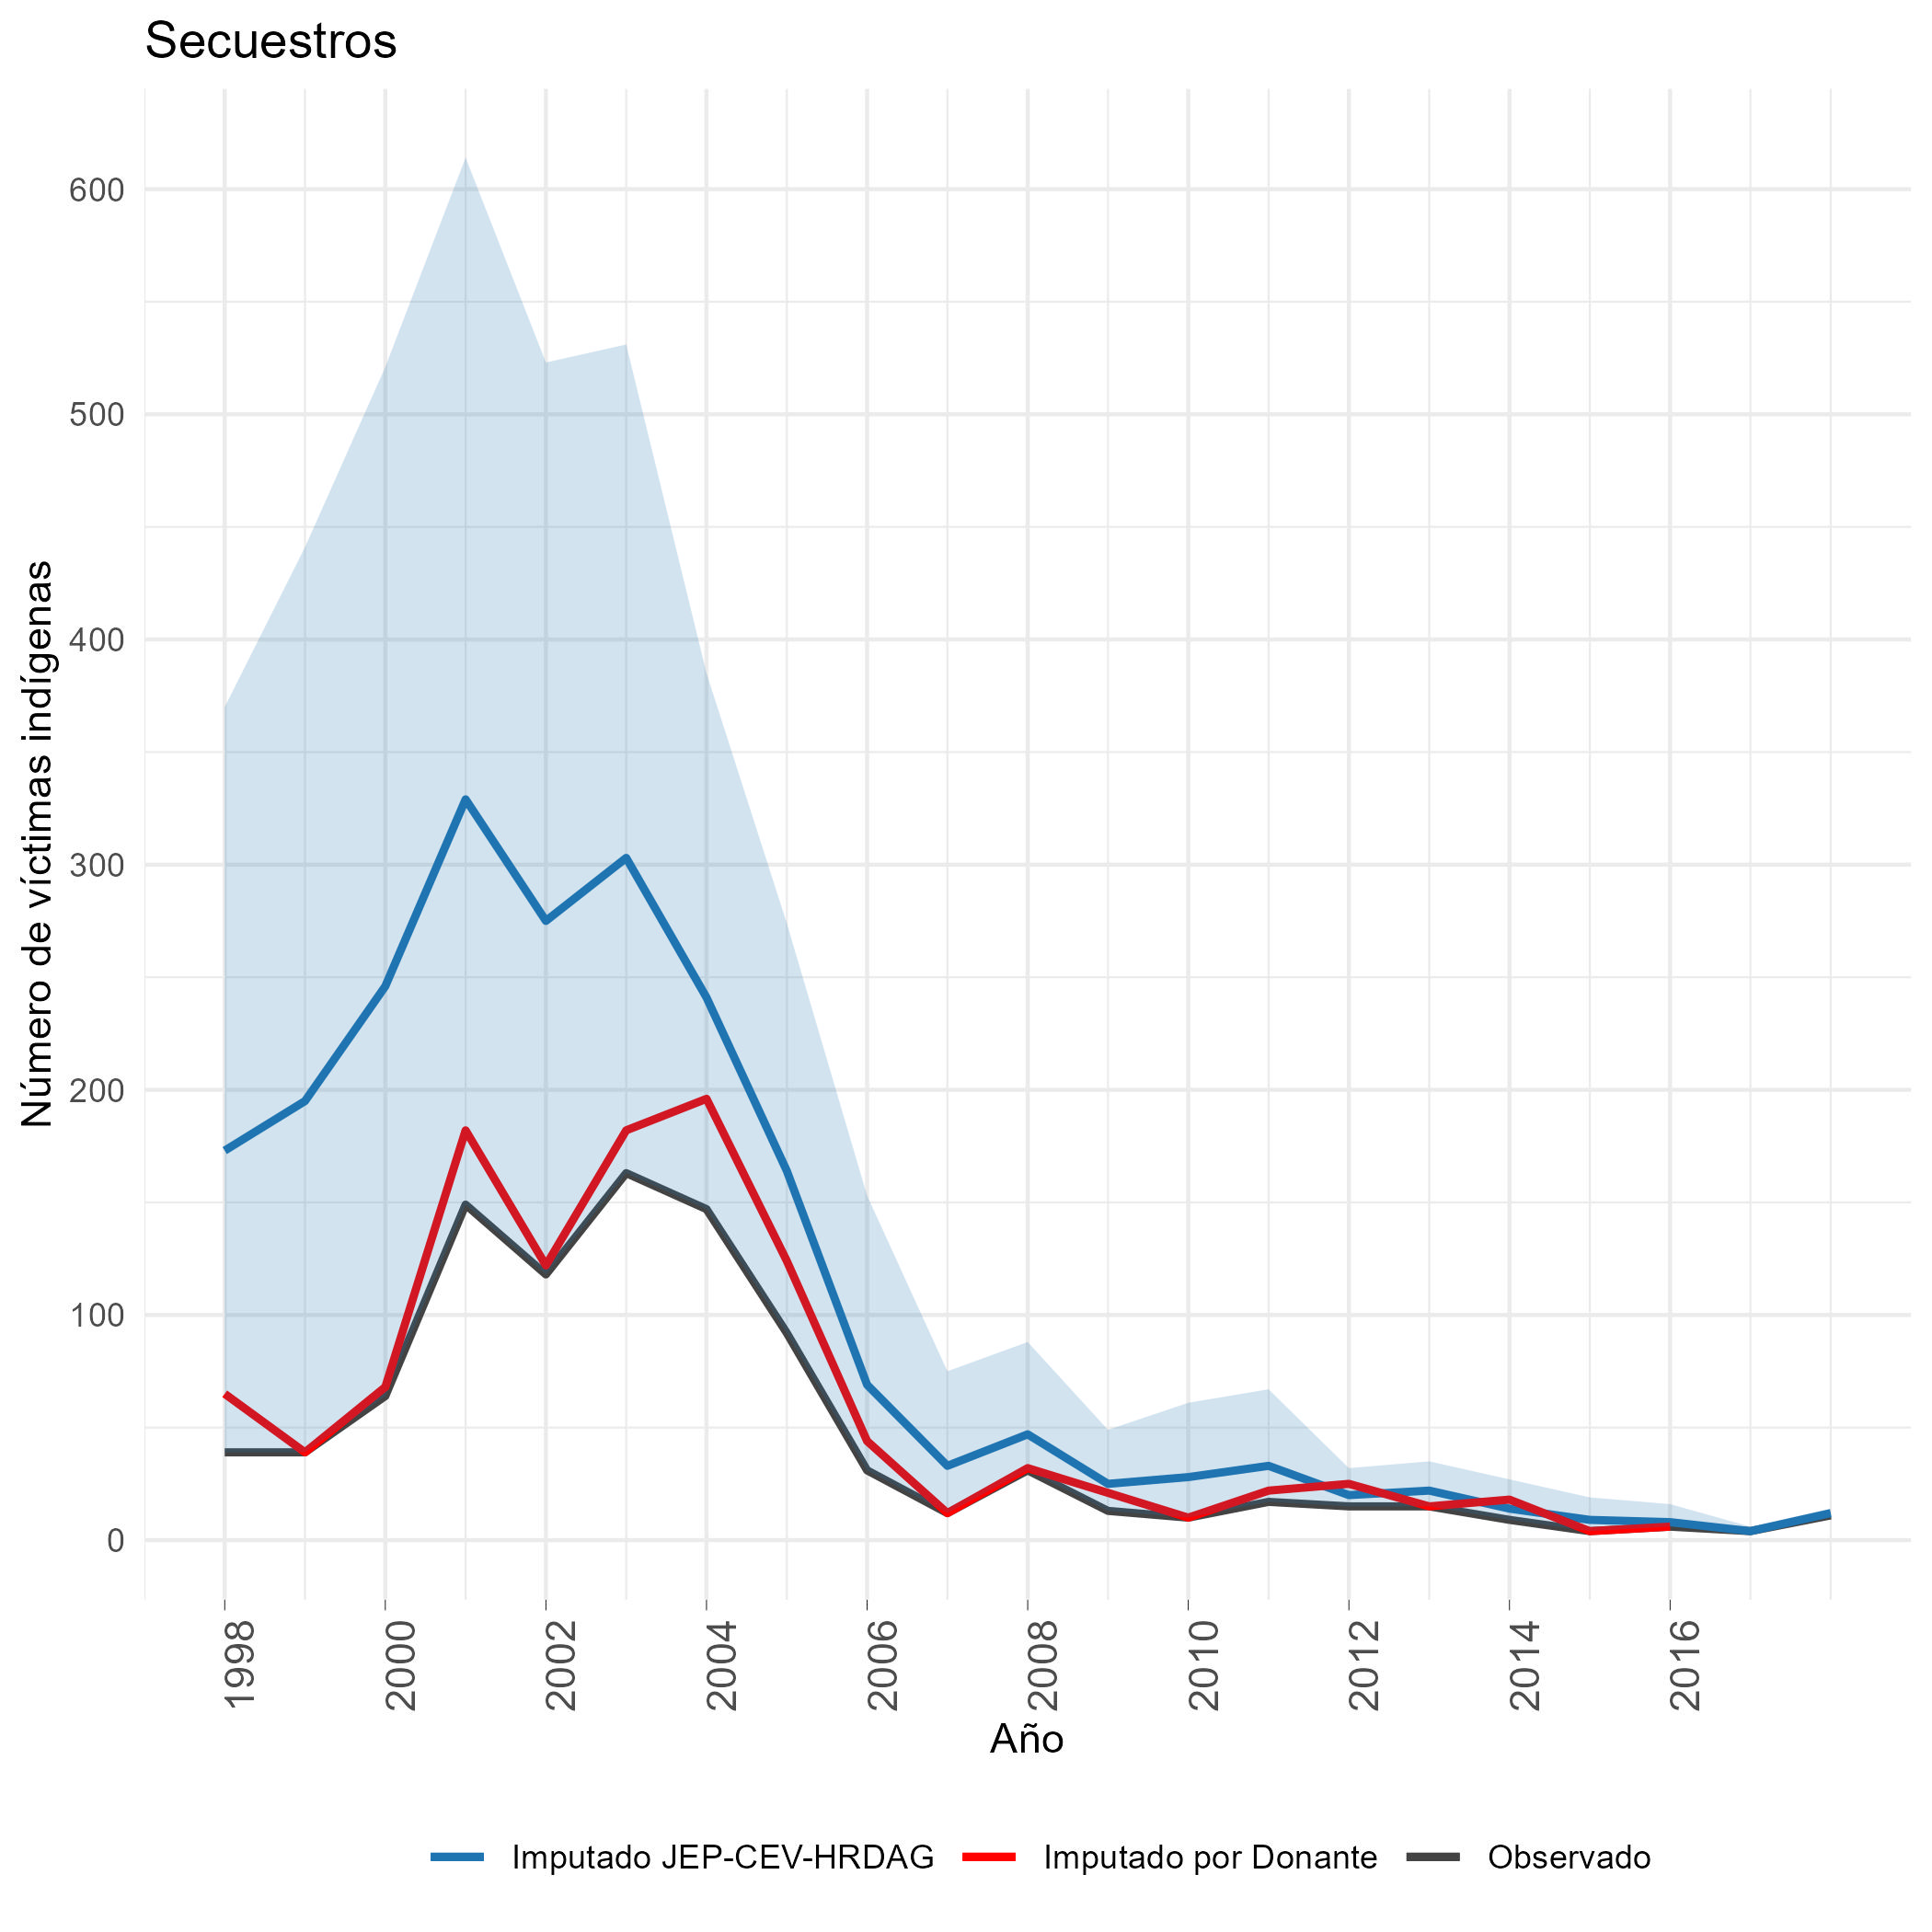 Secuestros
Número de víctimas indígenas
600
500
400
300
200
100
0
1998 2000 2002 2004 2006 2008 2010 2012 2014 2016
Año
Imputado JEP-CEV-HRDAG Imputado por Donante Observado